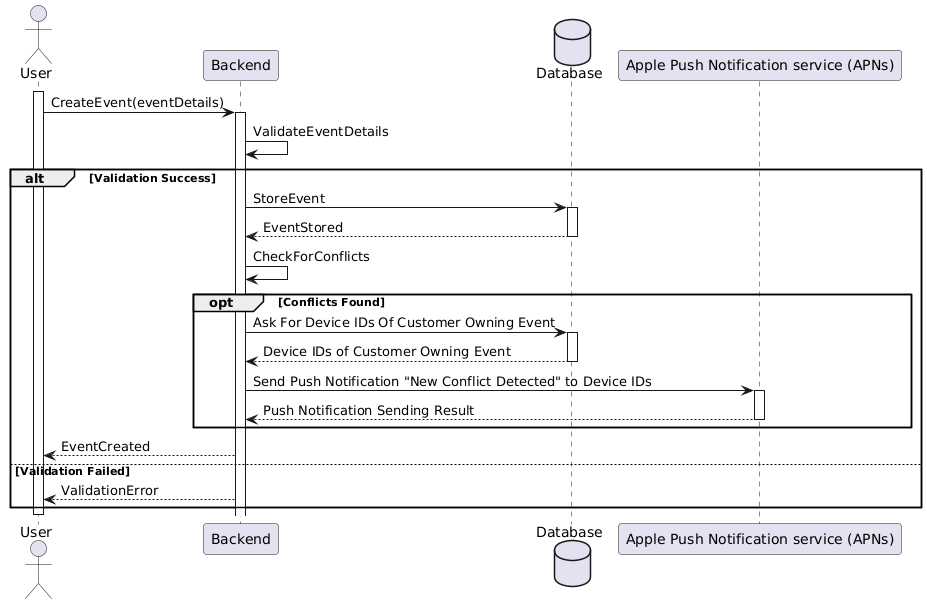 User
Backend
Database
Apple Push Notification service (APNs)
CreateEvent(eventDetails)
ValidateEventDetails
alt [Validation Success]
StoreEvent
EventStored
CheckForConflicts
opt [Conflicts Found]
Ask For Device IDs Of Customer Owning Event
Device IDs of Customer Owning Event
Send Push Notification "New Conflict Detected" to Device IDs
Push Notification Sending Result
EventCreated
[Validation Failed]
ValidationError
User
Backend
Database
Apple Push Notification service (APNs)